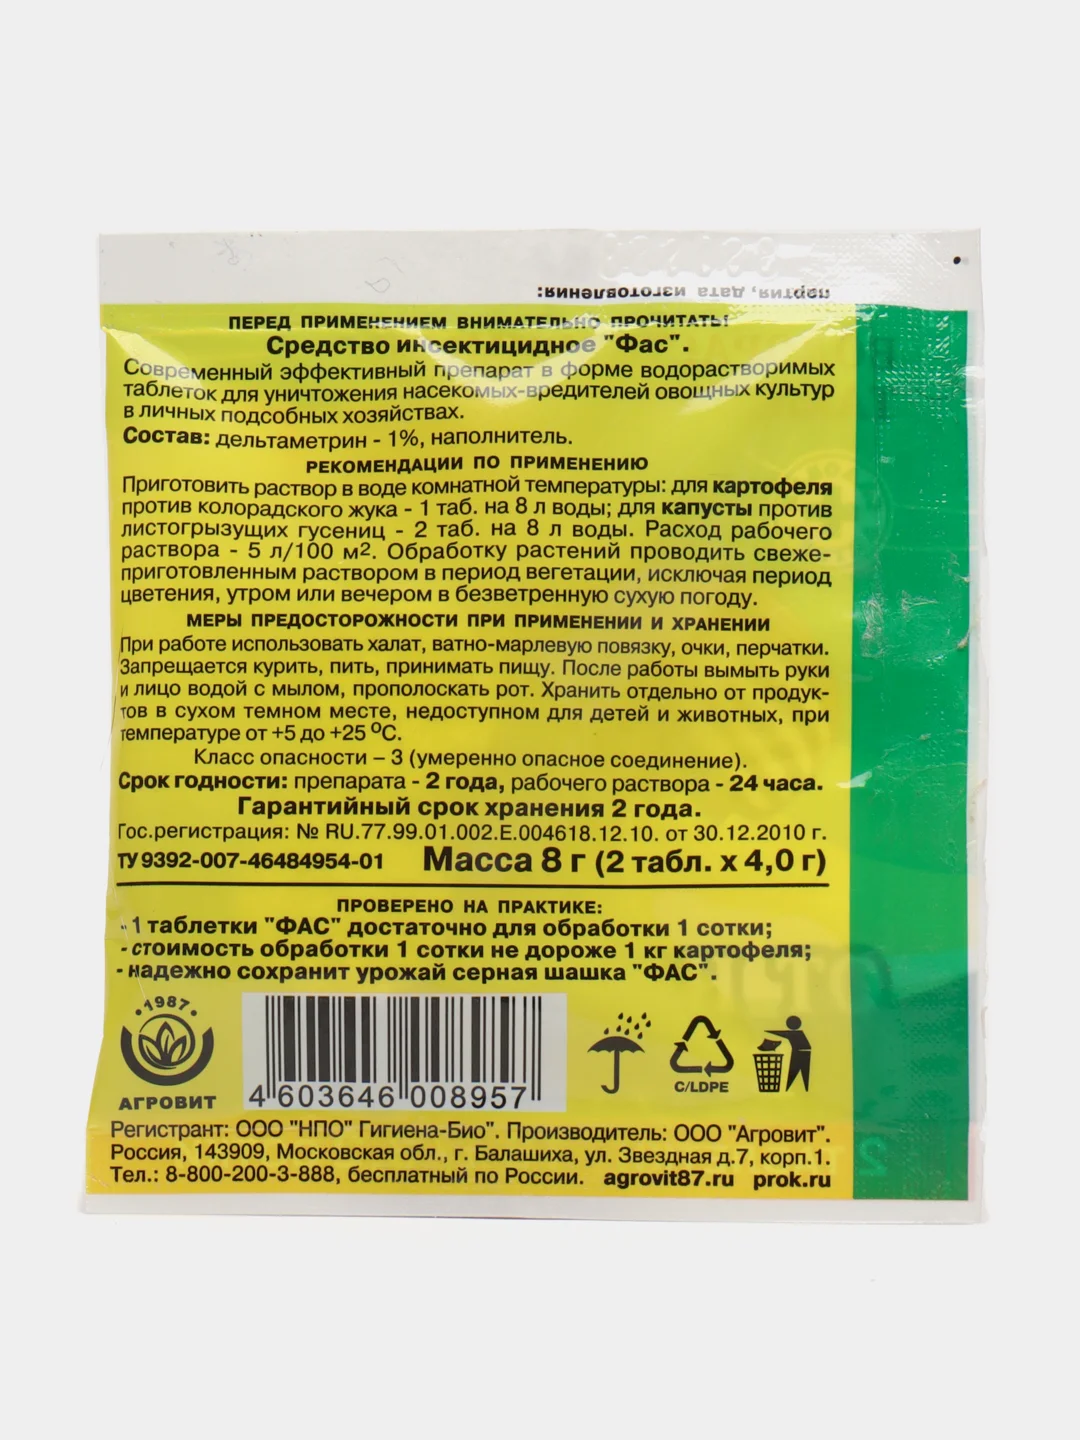 партия, дата изготовления:
ПЕРЕД ПРИМЕНЕНИЕМ ВНИМАТЕЛЬНО ПРОЧИТАТЬ!
Средство инсектицидное "Фас".
Современный эффективный препарат в форме водорастворимых
таблеток для уничтожения насекомых-вредителей овощных культур
в личных подсобных хозяйствах.
Состав: дельтаметрин - 1%, наполнитель.
РЕКОМЕНДАЦИИ ПО ПРИМЕНЕНИЮ
Приготовить раствор в воде комнатной температуры: для картофеля
против колорадского жука - 1 таб. на 8 л воды; для капусты против
листогрызущих гусениц - 2 таб. на 8 л воды. Расход рабочего
раствора - 5 л/100 м². Обработку растений проводить свеже-
приготовленным раствором в период вегетации, исключая период
цветения, утром или вечером в безветренную сухую погоду.
МЕРЫ ПРЕДОСТОРОЖНОСТИ ПРИ ПРИМЕНЕНИИ И ХРАНЕНИИ
При работе использовать халат, ватно-марлевую повязку, очки, перчатки.
Запрещается курить, пить, принимать пищу. После работы вымыть руки
и лицо водой с мылом, прополоскать рот. Хранить отдельно от продук-
тов в сухом темном месте, недоступном для детей и животных, при
температуре от +5 до +25 °С.
Класс опасности – 3 (умеренно опасное соединение).
Срок годности: препарата - 2 года, рабочего раствора - 24 часа.
Гарантийный срок хранения 2 года.
Гос.регистрация: № RU.77.99.01.002.Е.004618.12.10. от 30.12.2010 г.
ТУ 9392-007-46484954-01 Масса 8 г (2 табл. х 4,0 г)
ПРОВЕРЕНО НА ПРАКТИКЕ:
- 1 таблетки "ФАС" достаточно для обработки 1 сотки;
- стоимость обработки 1 сотки не дороже 1 кг картофеля;
- надежно сохранит урожай серная шашка "ФАС".
•1987•
АГРОВИТ
4 603646 008957
C/LDPE
Регистрант: ООО "НПО" Гигиена-Био". Производитель: ООО "Агровит".
Россия, 143909, Московская обл., г. Балашиха, ул. Звездная д.7, корп.1.
Тел.: 8-800-200-3-888, бесплатный по России. agrovit87.ru prok.ru